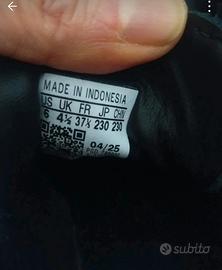 MADE IN INDONESIA
US UK FR JP CHN
6 4½ 37⅓ 230 230
04/25
subito